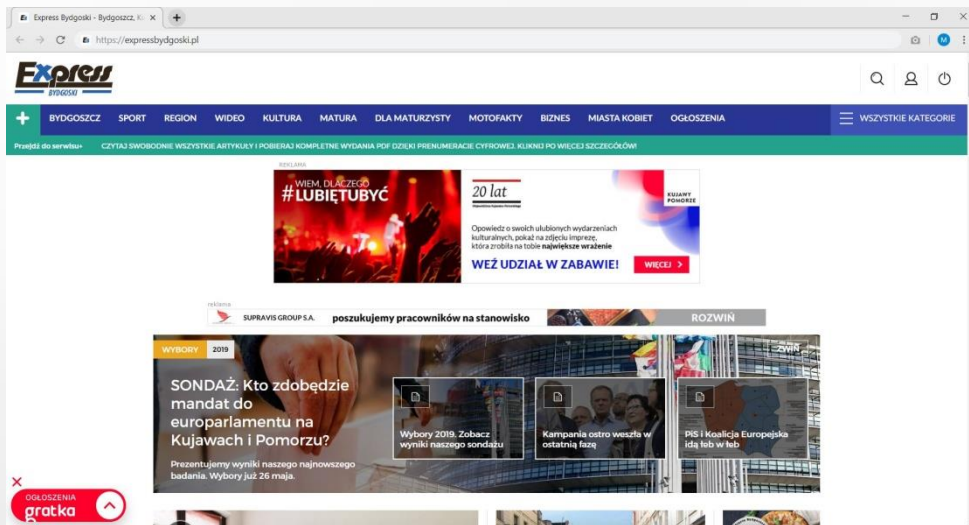 Express Bydgoski - Bydgoszcz, K
https://expressbydgoski.pl
M
Express
BYDGOSKI
BYDGOSZCZ SPORT REGION WIDEO KULTURA MATURA DLA MATURZYSTY MOTOFAKTY BIZNES MIASTA KOBIET OGŁOSZENIA WSZYSTKIE KATEGORIE
Przejdź do serwisu+ CZYTAJ SWOBODNIE WSZYSTKIE ARTYKUŁY I POBIERAJ KOMPLETNE WYDANIA PDF DZIĘKI PRENUMERACIE CYFROWEJ. KLIKNIJ PO WIĘCEJ SZCZEGÓŁÓW!
REKLAMA
WIEM, DLACZEGO
#LUBIĘTUBYĆ
20 lat
KUJAWY
POMORZE
Opowiedz o swoich ulubionych wydarzeniach
kulturalnych, pokaż na zdjęciu imprezę,
która zrobiła na tobie największe wrażenie
WEŹ UDZIAŁ W ZABAWIE!
WIĘCEJ >
reklama
SUPRAVIS GROUP S.A. poszukujemy pracowników na stanowisko ROZWIŃ
WYBORY 2019
ZWIŃ
SONDAŻ: Kto zdobędzie
mandat do
europarlamentu na
Kujawach i Pomorzu?
Prezentujemy wyniki naszego najnowszego
badania. Wybory już 26 maja.
Wybory 2019. Zobacz
wyniki naszego sondażu
Kampania ostro weszła w
ostatnią fazę
PiS i Koalicja Europejska
idą łeb w łeb
OGŁOSZENIA
gratka